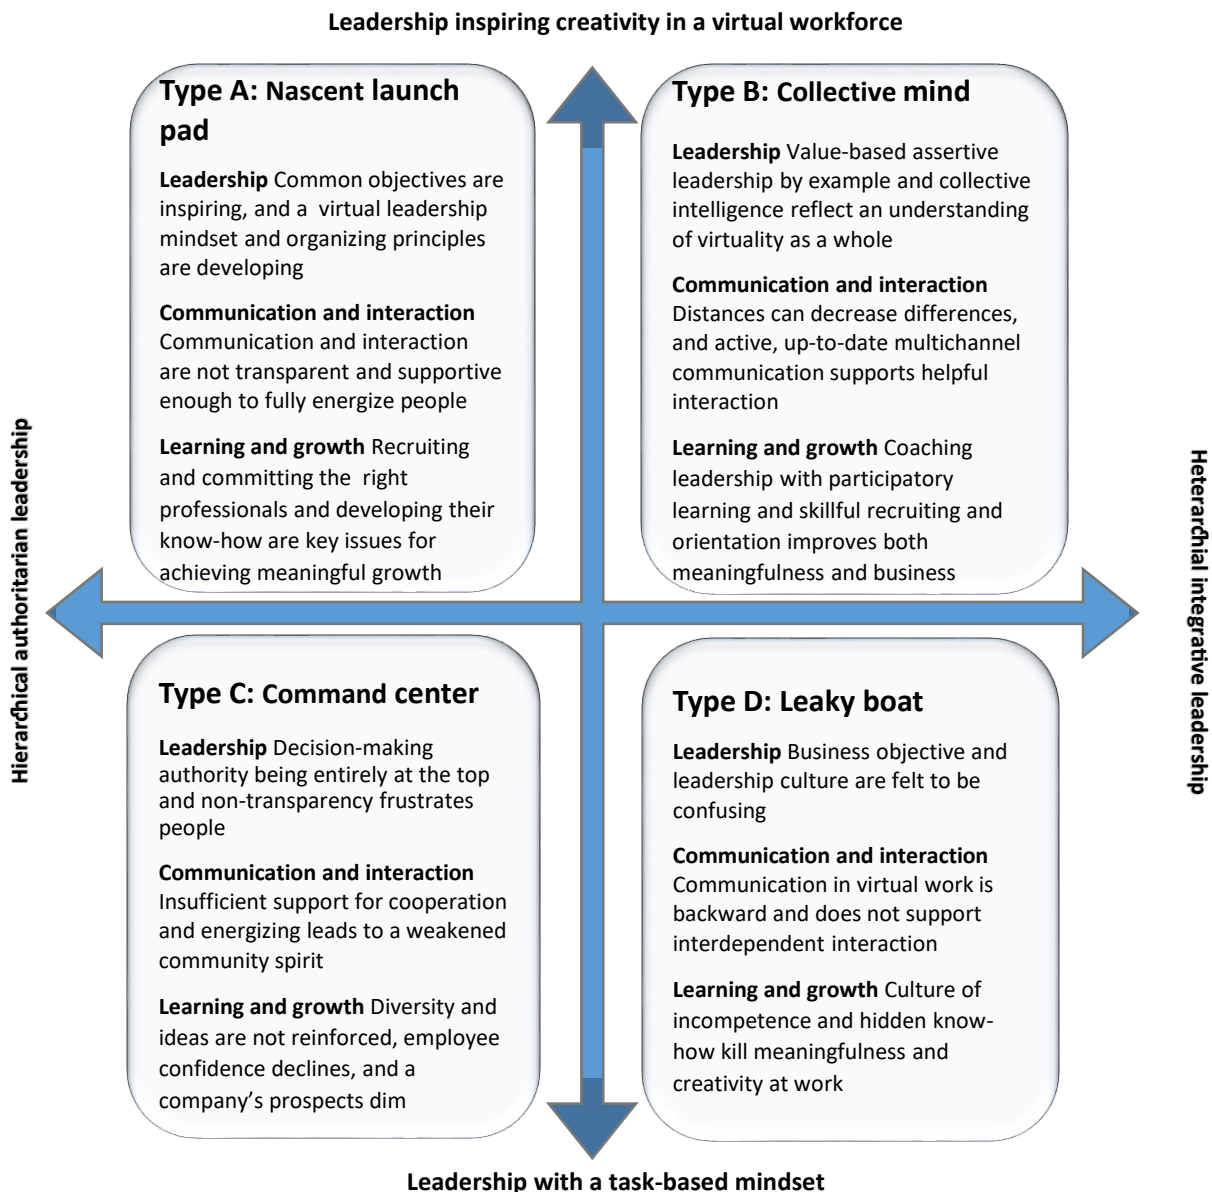 Leadership inspiring creativity in a virtual workforce
Type A: Nascent launch
pad
Leadership Common objectives are
inspiring, and a virtual leadership
mindset and organizing principles
are developing
Communication and interaction
Communication and interaction
are not transparent and supportive
enough to fully energize people
Learning and growth Recruiting
and committing the right
professionals and developing their
know-how are key issues for
achieving meaningful growth
Type B: Collective mind
Leadership Value-based assertive
leadership by example and collective
intelligence reflect an understanding
of virtuality as a whole
Communication and interaction
Distances can decrease differences,
and active, up-to-date multichannel
communication supports helpful
interaction
Learning and growth Coaching
leadership with participatory
learning and skillful recruiting and
orientation improves both
meaningfulness and business
Hierarchical authoritarian leadership
Heterarchial integrative leadership
Type C: Command center
Leadership Decision-making
authority being entirely at the top
and non-transparency frustrates
people
Communication and interaction
Insufficient support for cooperation
and energizing leads to a weakened
community spirit
Learning and growth Diversity and
ideas are not reinforced, employee
confidence declines, and a
company's prospects dim
Type D: Leaky boat
Leadership Business objective and
leadership culture are felt to be
confusing
Communication and interaction
Communication in virtual work is
backward and does not support
interdependent interaction
Learning and growth Culture of
incompetence and hidden know-
how kill meaningfulness and
creativity at work
Leadership with a task-based mindset